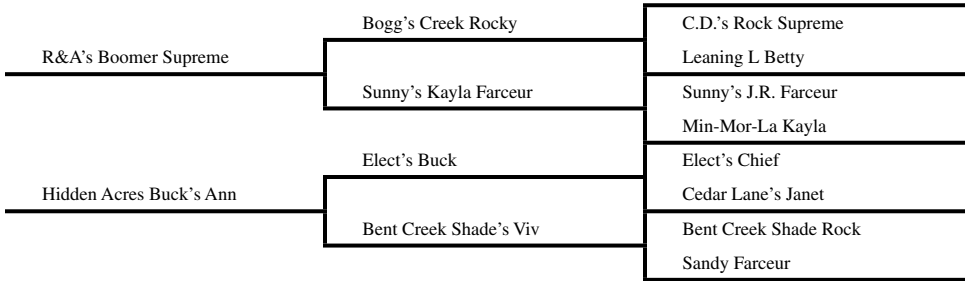 Bogg's Creek Rocky
C.D.'s Rock Supreme
R&A's Boomer Supreme
Leaning L Betty
Sunny's Kayla Farceur
Sunny's J.R. Farceur
Min-Mor-La Kayla
Elect's Buck
Elect's Chief
Hidden Acres Buck's Ann
Cedar Lane's Janet
Bent Creek Shade's Viv
Bent Creek Shade Rock
Sandy Farceur